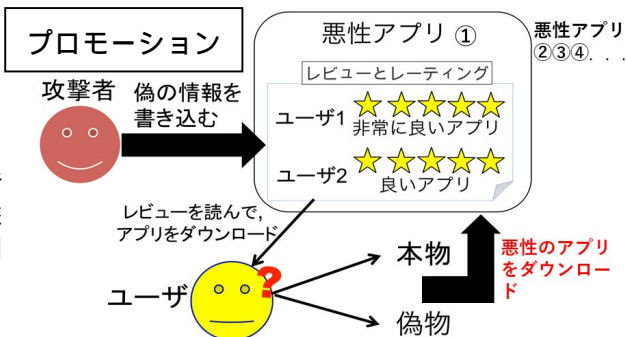 プロモーション
悪性アプリ ①
悪性アプリ
②③④. . .
レビューとレーティング
攻撃者
偽の情報を
書き込む
ユーザ1
非常に良いアプリ
ユーザ2
良いアプリ
レビューを読んで,
アプリをダウンロード
ユーザ
?
本物
偽物
悪性のアプリ
をダウンロー
ド